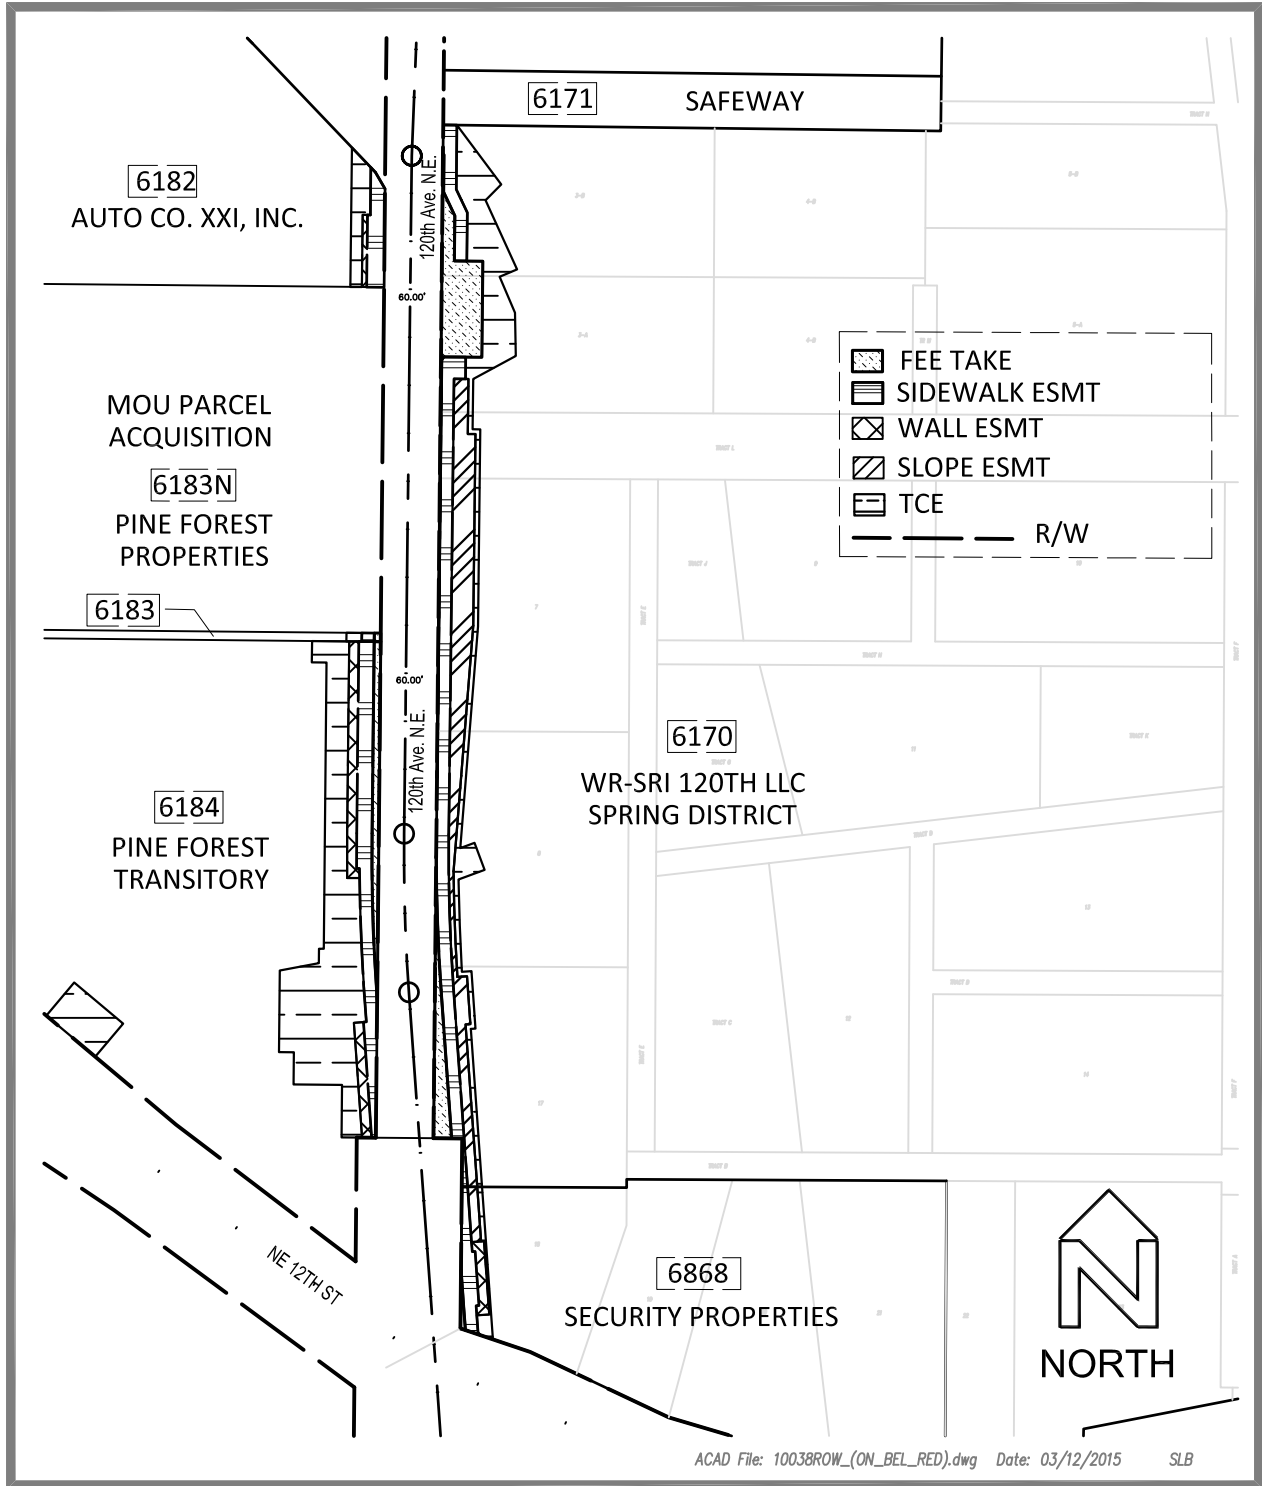 6171
SAFEWAY
6182
AUTO CO. XXI, INC.
120th Ave. N.E.
60.00'
MOU PARCEL
ACQUISITION
6183N
PINE FOREST
PROPERTIES
6183
FEE TAKE
SIDEWALK ESMT
WALL ESMT
SLOPE ESMT
TCE
R/W
60.00'
120th Ave. N.E.
6170
WR-SRI 120TH LLC
SPRING DISTRICT
6184
PINE FOREST
TRANSITORY
NE 12TH ST
6868
SECURITY PROPERTIES
N
NORTH
ACAD File: 10038ROW_(ON_BEL_RED).dwg Date: 03/12/2015 SLB